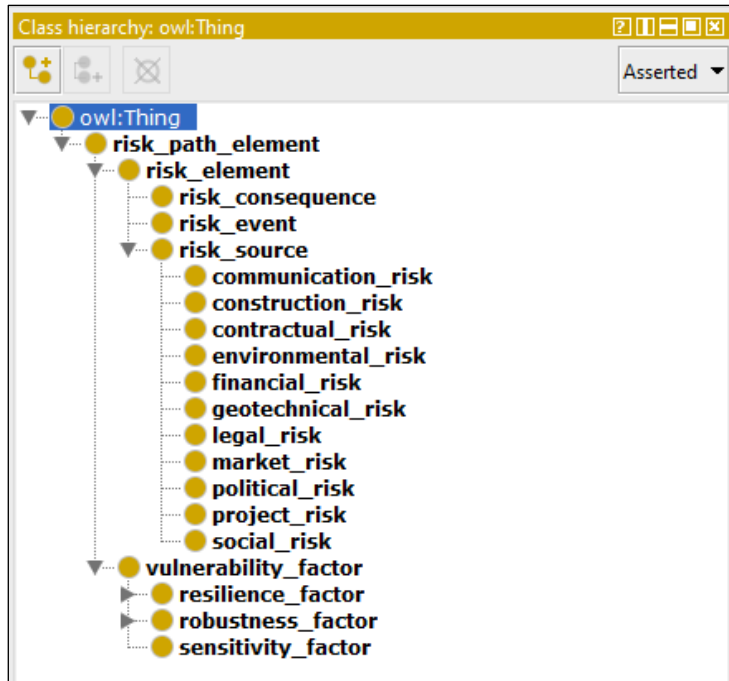 Class hierarchy: owl:Thing
Asserted
owl:Thing
risk_path_element
risk_element
risk_consequence
risk_event
risk_source
communication_risk
construction_risk
contractual_risk
environmental_risk
financial_risk
geotechnical_risk
legal_risk
market_risk
political_risk
project_risk
social_risk
vulnerability_factor
resilience_factor
robustness_factor
sensitivity_factor